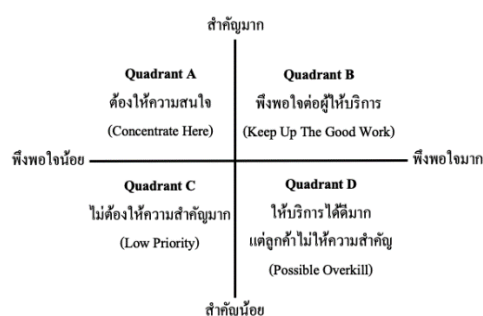 สำคัญมาก
Quadrant A
ต้องให้ความสนใจ
(Concentrate Here)
Quadrant B
พึงพอใจต่อผู้ให้บริการ
(Keep Up The Good Work)
พึงพอใจน้อย
พึงพอใจมาก
Quadrant C
ไม่ต้องให้ความสำคัญมาก
(Low Priority)
Quadrant D
ให้บริการได้ดีมาก
แต่ลูกค้าไม่ให้ความสำคัญ
(Possible Overkill)
สำคัญน้อย